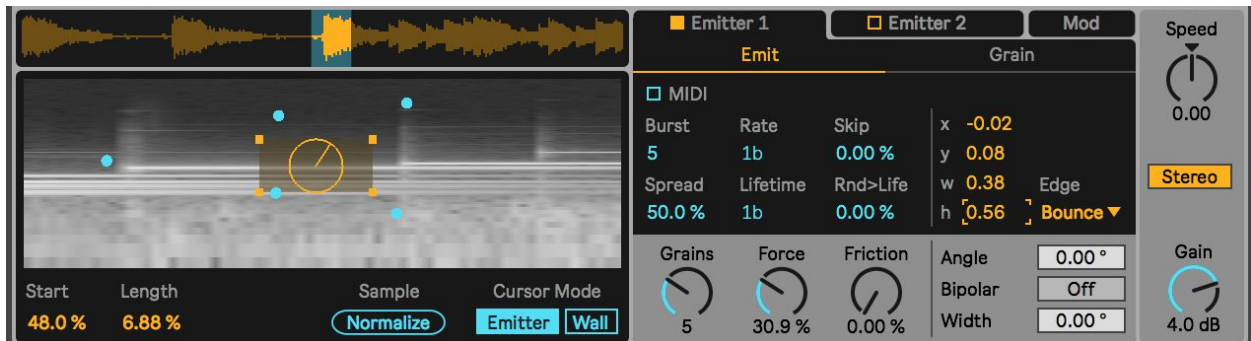 Emitter 1 Emitter 2 Mod
Emit Grain
MIDI
Burst Rate Skip
5 1b 0.00 %
Spread Lifetime Rnd>Life
50.0 % 1b 0.00 %
x -0.02
y 0.08
w 0.38
h 0.56
Edge
Bounce
Grains Force Friction
5 30.9 % 0.00 %
Angle 0.00 °
Bipolar Off
Width 0.00 °
Start Length Sample Cursor Mode
48.0 % 6.88 % Normalize Emitter Wall
Speed
0.00
Stereo
Gain
4.0 dB